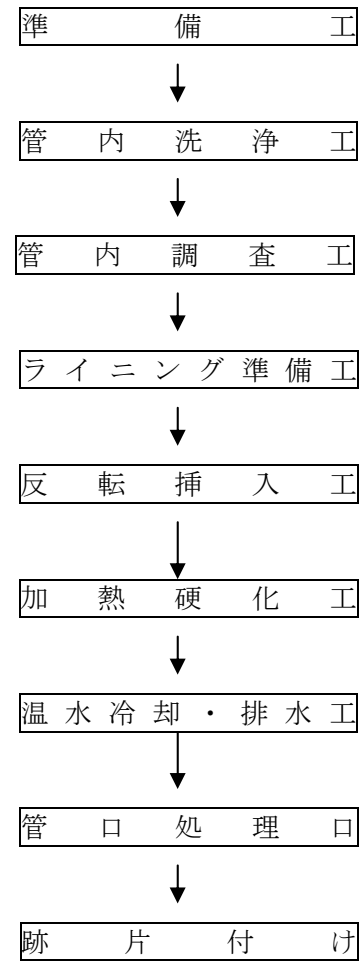 準備工
管内洗浄工
管内調査工
ライニング準備工
反転挿入工
加熱硬化工
温水冷却・排水工
管口処理口
跡片付け